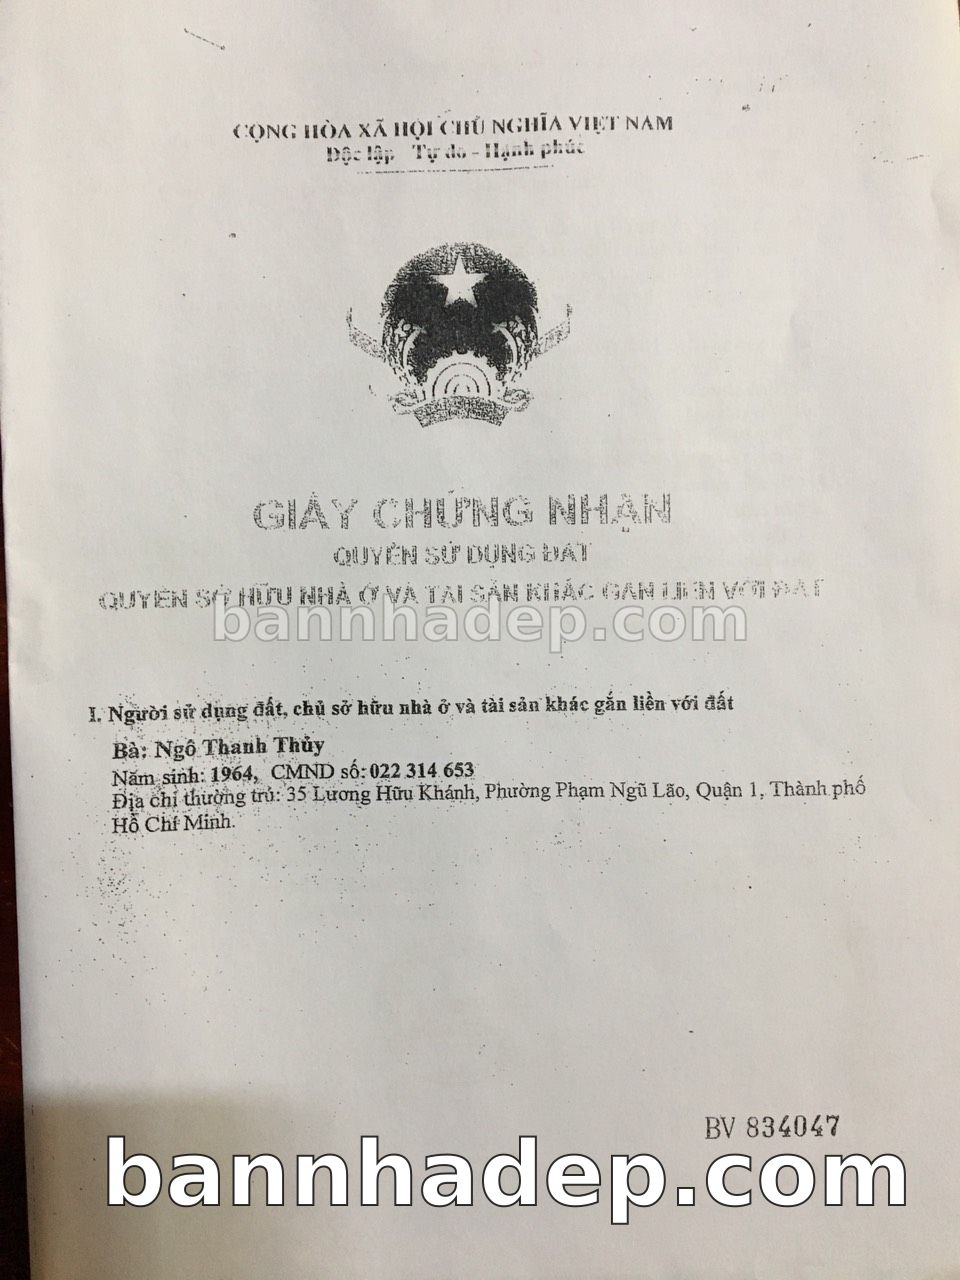 CỘNG HÒA XÃ HỘI CHỦ NGHĨA VIỆT NAM
Độc lập - Tự do - Hạnh phúc
GIẤY CHỨNG NHẬN
QUYỀN SỬ DỤNG ĐẤT
QUYỀN SỞ HỮU NHÀ Ở VÀ TÀI SẢN KHÁC GẮN LIỀN VỚI ĐẤT
bannhadep.com
I. Người sử dụng đất, chủ sở hữu nhà ở và tài sản khác gắn liền với đất
Bà: Ngô Thanh Thủy
Năm sinh: 1964, CMND số: 022 314 653
Địa chỉ thường trú: 35 Lương Hữu Khánh, Phường Phạm Ngũ Lão, Quận 1, Thành phố
Hồ Chí Minh.
BV 834047
bannhadep.com